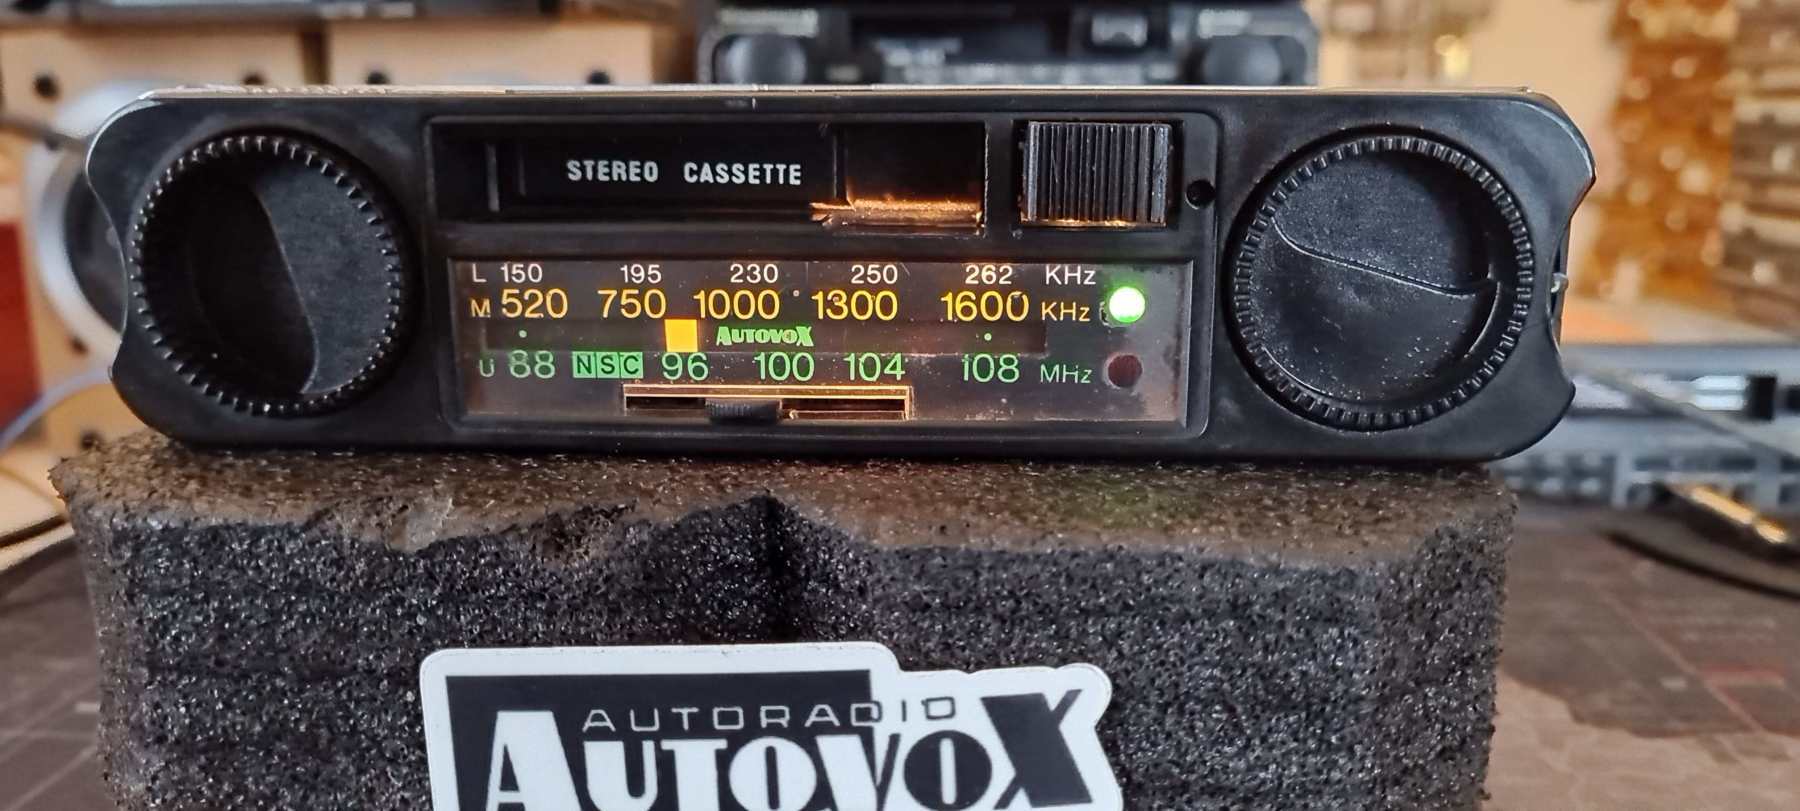 STEREO CASSETTE
L 150 195 230 250 262 KHz
M 520 750 1000 1300 1600 KHz
AUTOVOX
U 88 NSC 96 100 104 108 MHz
AUTORADIO
AUTOVOX